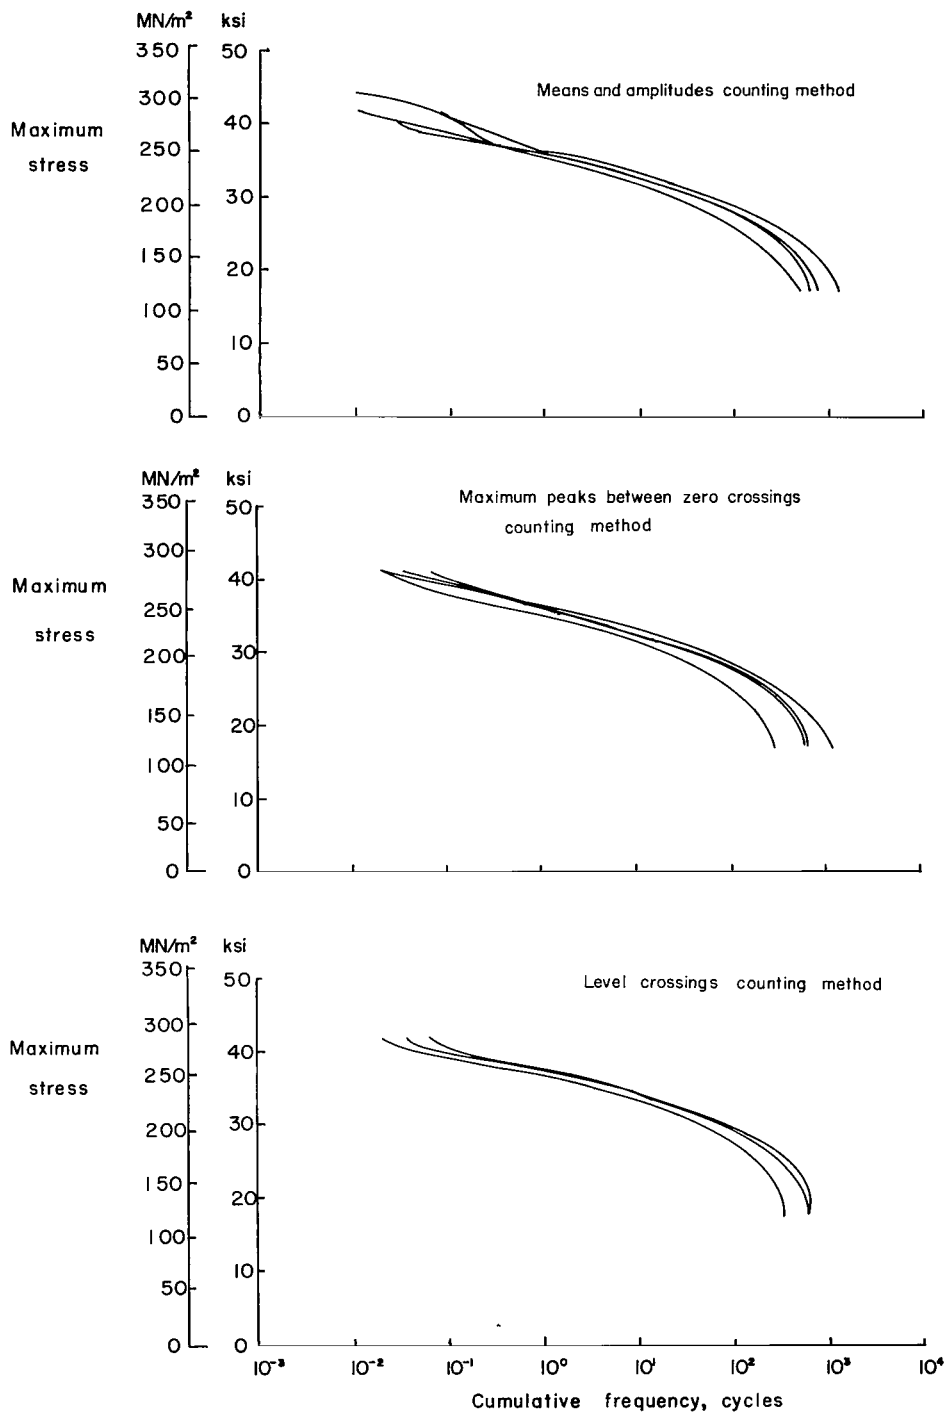 MN/m² ksi
350 50
300 40
250 30
200 20
150 10
100 0
50
0
Maximum
stress
Means and amplitudes counting method
MN/m² ksi
350 50
300 40
250 30
200 20
150 10
100 0
50
0
Maximum
stress
Maximum peaks between zero crossings
counting method
MN/m² ksi
350 50
300 40
250 30
200 20
150 10
100 0
50
0
Maximum
stress
Level crossings counting method
10⁻³ 10⁻² 10⁻¹ 10⁰ 10¹ 10² 10³ 10⁴
Cumulative frequency, cycles